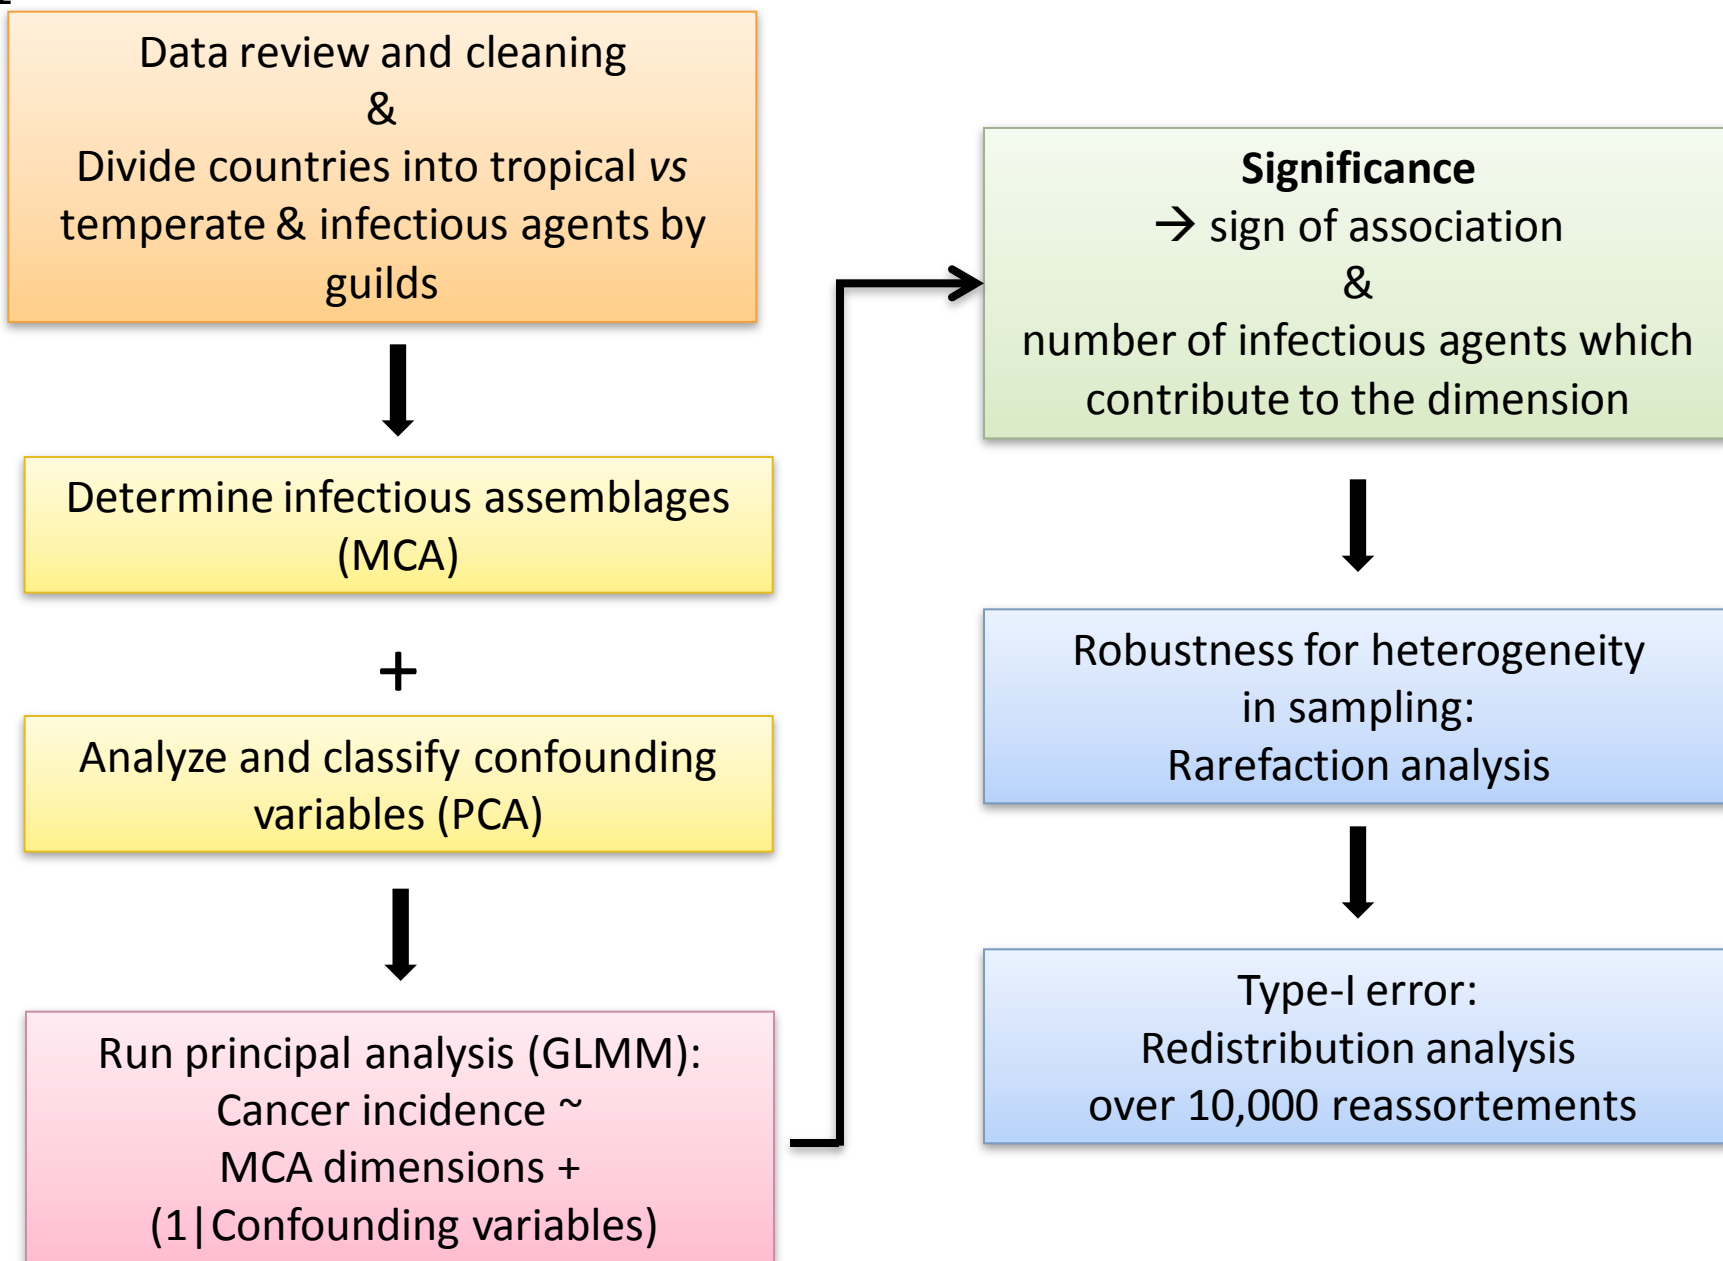 Data review and cleaning
&
Divide countries into tropical vs
temperate & infectious agents by
guilds
Determine infectious assemblages
(MCA)
+
Analyze and classify confounding
variables (PCA)
Run principal analysis (GLMM):
Cancer incidence ~
MCA dimensions +
(1|Confounding variables)
Significance
→ sign of association
&
number of infectious agents which
contribute to the dimension
Robustness for heterogeneity
in sampling:
Rarefaction analysis
Type-I error:
Redistribution analysis
over 10,000 reassortements